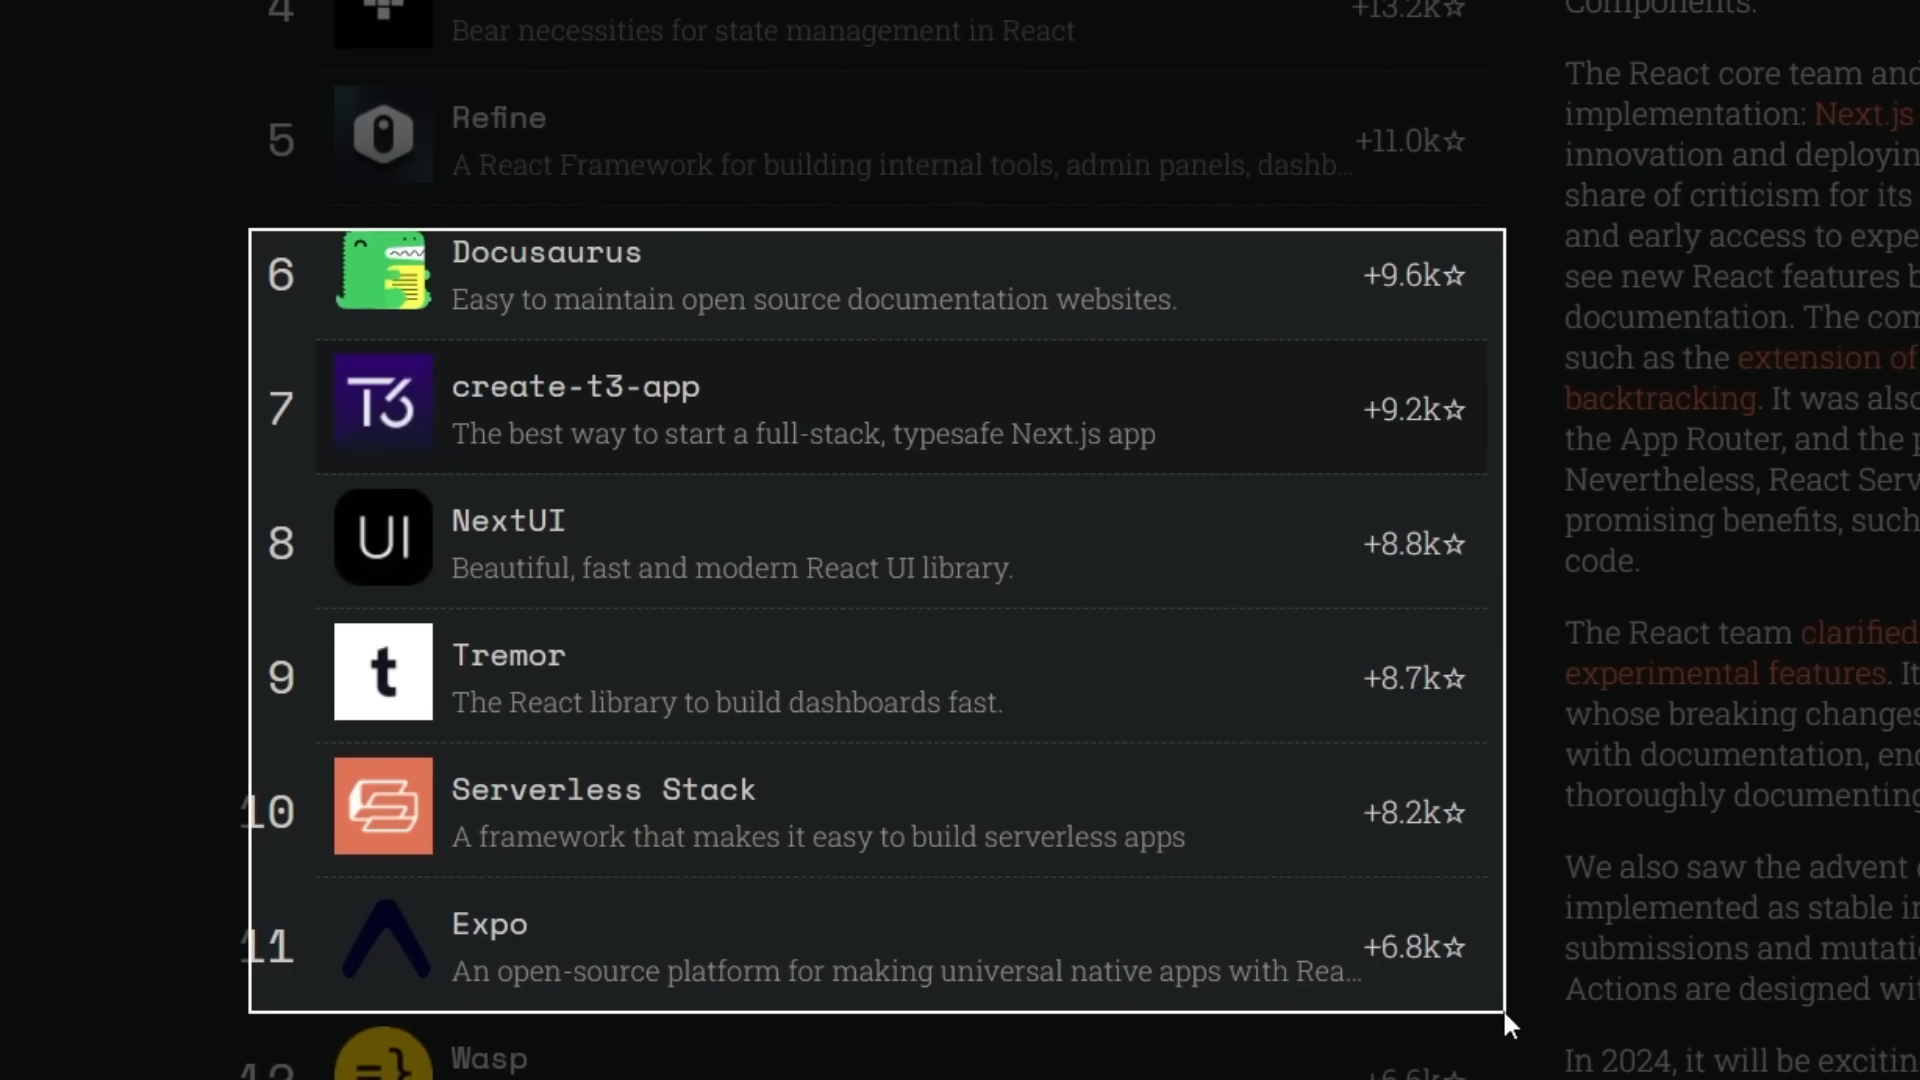 4
Bear necessities for state management in React
+13.2k☆
5
Refine
A React Framework for building internal tools, admin panels, dashb...
+11.0k☆
6
Docusaurus
Easy to maintain open source documentation websites.
+9.6k☆
7
T3
create-t3-app
The best way to start a full-stack, typesafe Next.js app
+9.2k☆
8
UI
NextUI
Beautiful, fast and modern React UI library.
+8.8k☆
9
t
Tremor
The React library to build dashboards fast.
+8.7k☆
10
Serverless Stack
A framework that makes it easy to build serverless apps
+8.2k☆
11
Expo
An open-source platform for making universal native apps with Rea...
+6.8k☆
12
=}
Wasp
+6.6k☆
Components.
The React core team and
implementation: Next.js
innovation and deployin
share of criticism for its
and early access to expe
see new React features b
documentation. The com
such as the extension of
backtracking. It was also
the App Router, and the p
Nevertheless, React Serv
promising benefits, such
code.
The React team clarified
experimental features. It
whose breaking changes
with documentation, enc
thoroughly documenting
We also saw the advent o
implemented as stable in
submissions and mutati
Actions are designed wit
In 2024, it will be excitin